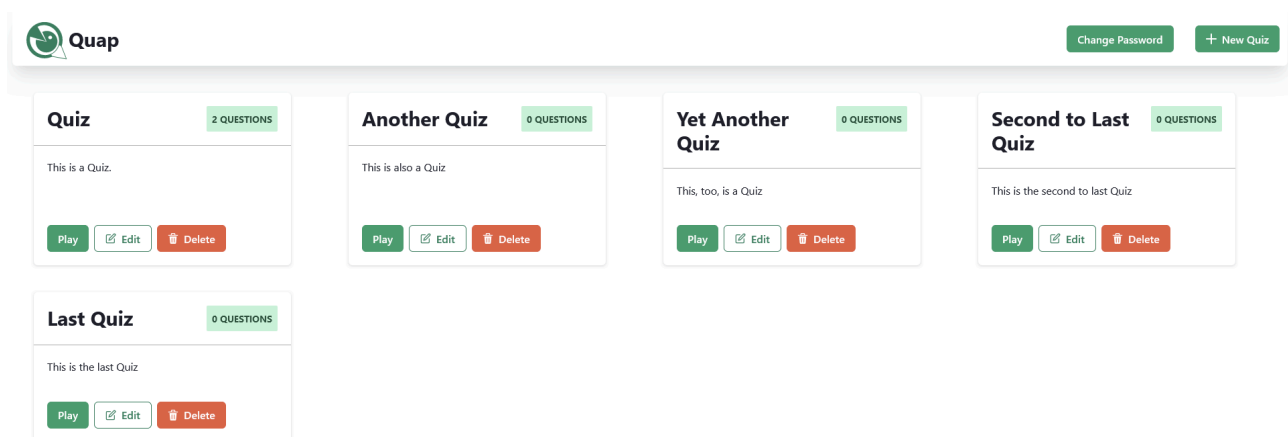 Quap
Change Password
New Quiz
Quiz
2 QUESTIONS
This is a Quiz.
Play
Edit
Delete
Another Quiz
0 QUESTIONS
This is also a Quiz
Play
Edit
Delete
Yet Another
Quiz
0 QUESTIONS
This, too, is a Quiz
Play
Edit
Delete
Second to Last
Quiz
0 QUESTIONS
This is the second to last Quiz
Play
Edit
Delete
Last Quiz
0 QUESTIONS
This is the last Quiz
Play
Edit
Delete